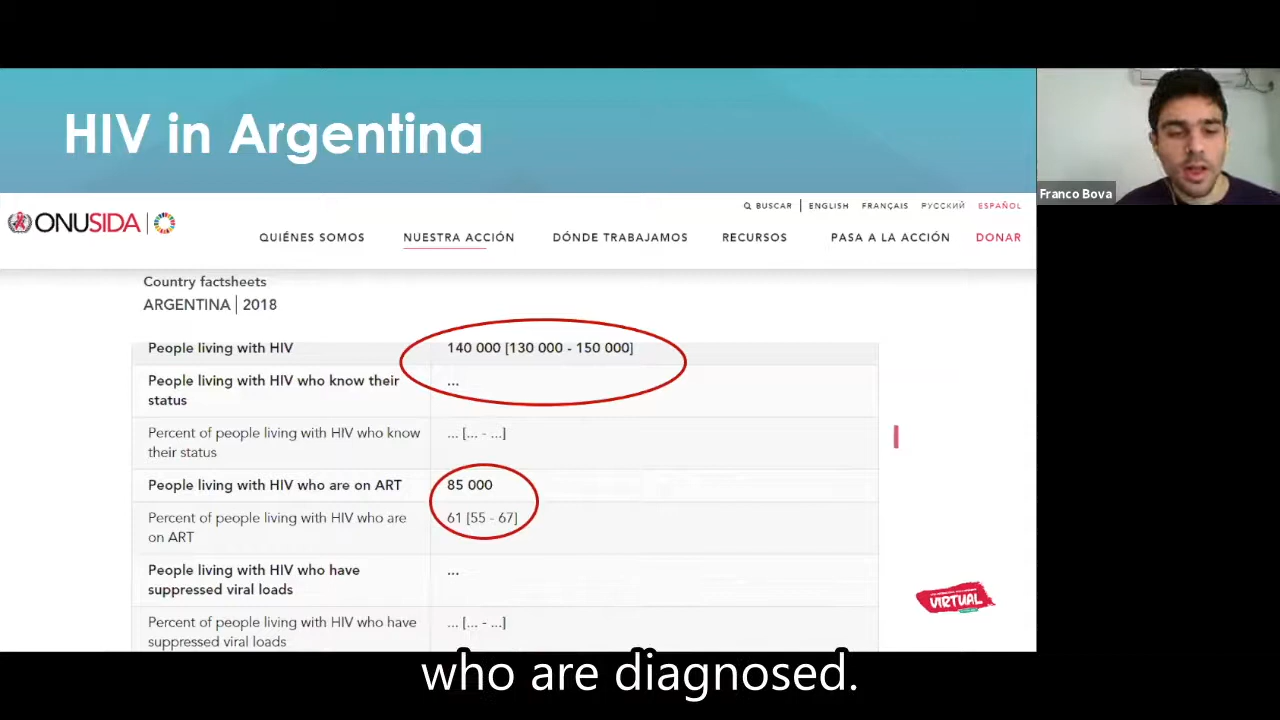 HIV in Argentina
Franco Bova
ONUSIDA
BUSCAR | ENGLISH FRANÇAIS РУССКИЙ ESPAÑOL
QUIÉNES SOMOS NUESTRA ACCIÓN DÓNDE TRABAJAMOS RECURSOS PASA A LA ACCIÓN DONAR
Country factsheets
ARGENTINA | 2018
People living with HIV 140 000 [130 000 - 150 000]
People living with HIV who know their
status
...
Percent of people living with HIV who know
their status
... [... - ...]
People living with HIV who are on ART 85 000
Percent of people living with HIV who are
on ART
61 [55 - 67]
People living with HIV who have
suppressed viral loads
...
Percent of people living with HIV who have
suppressed viral loads
... [... - ...]
VIRTUAL
who are diagnosed.